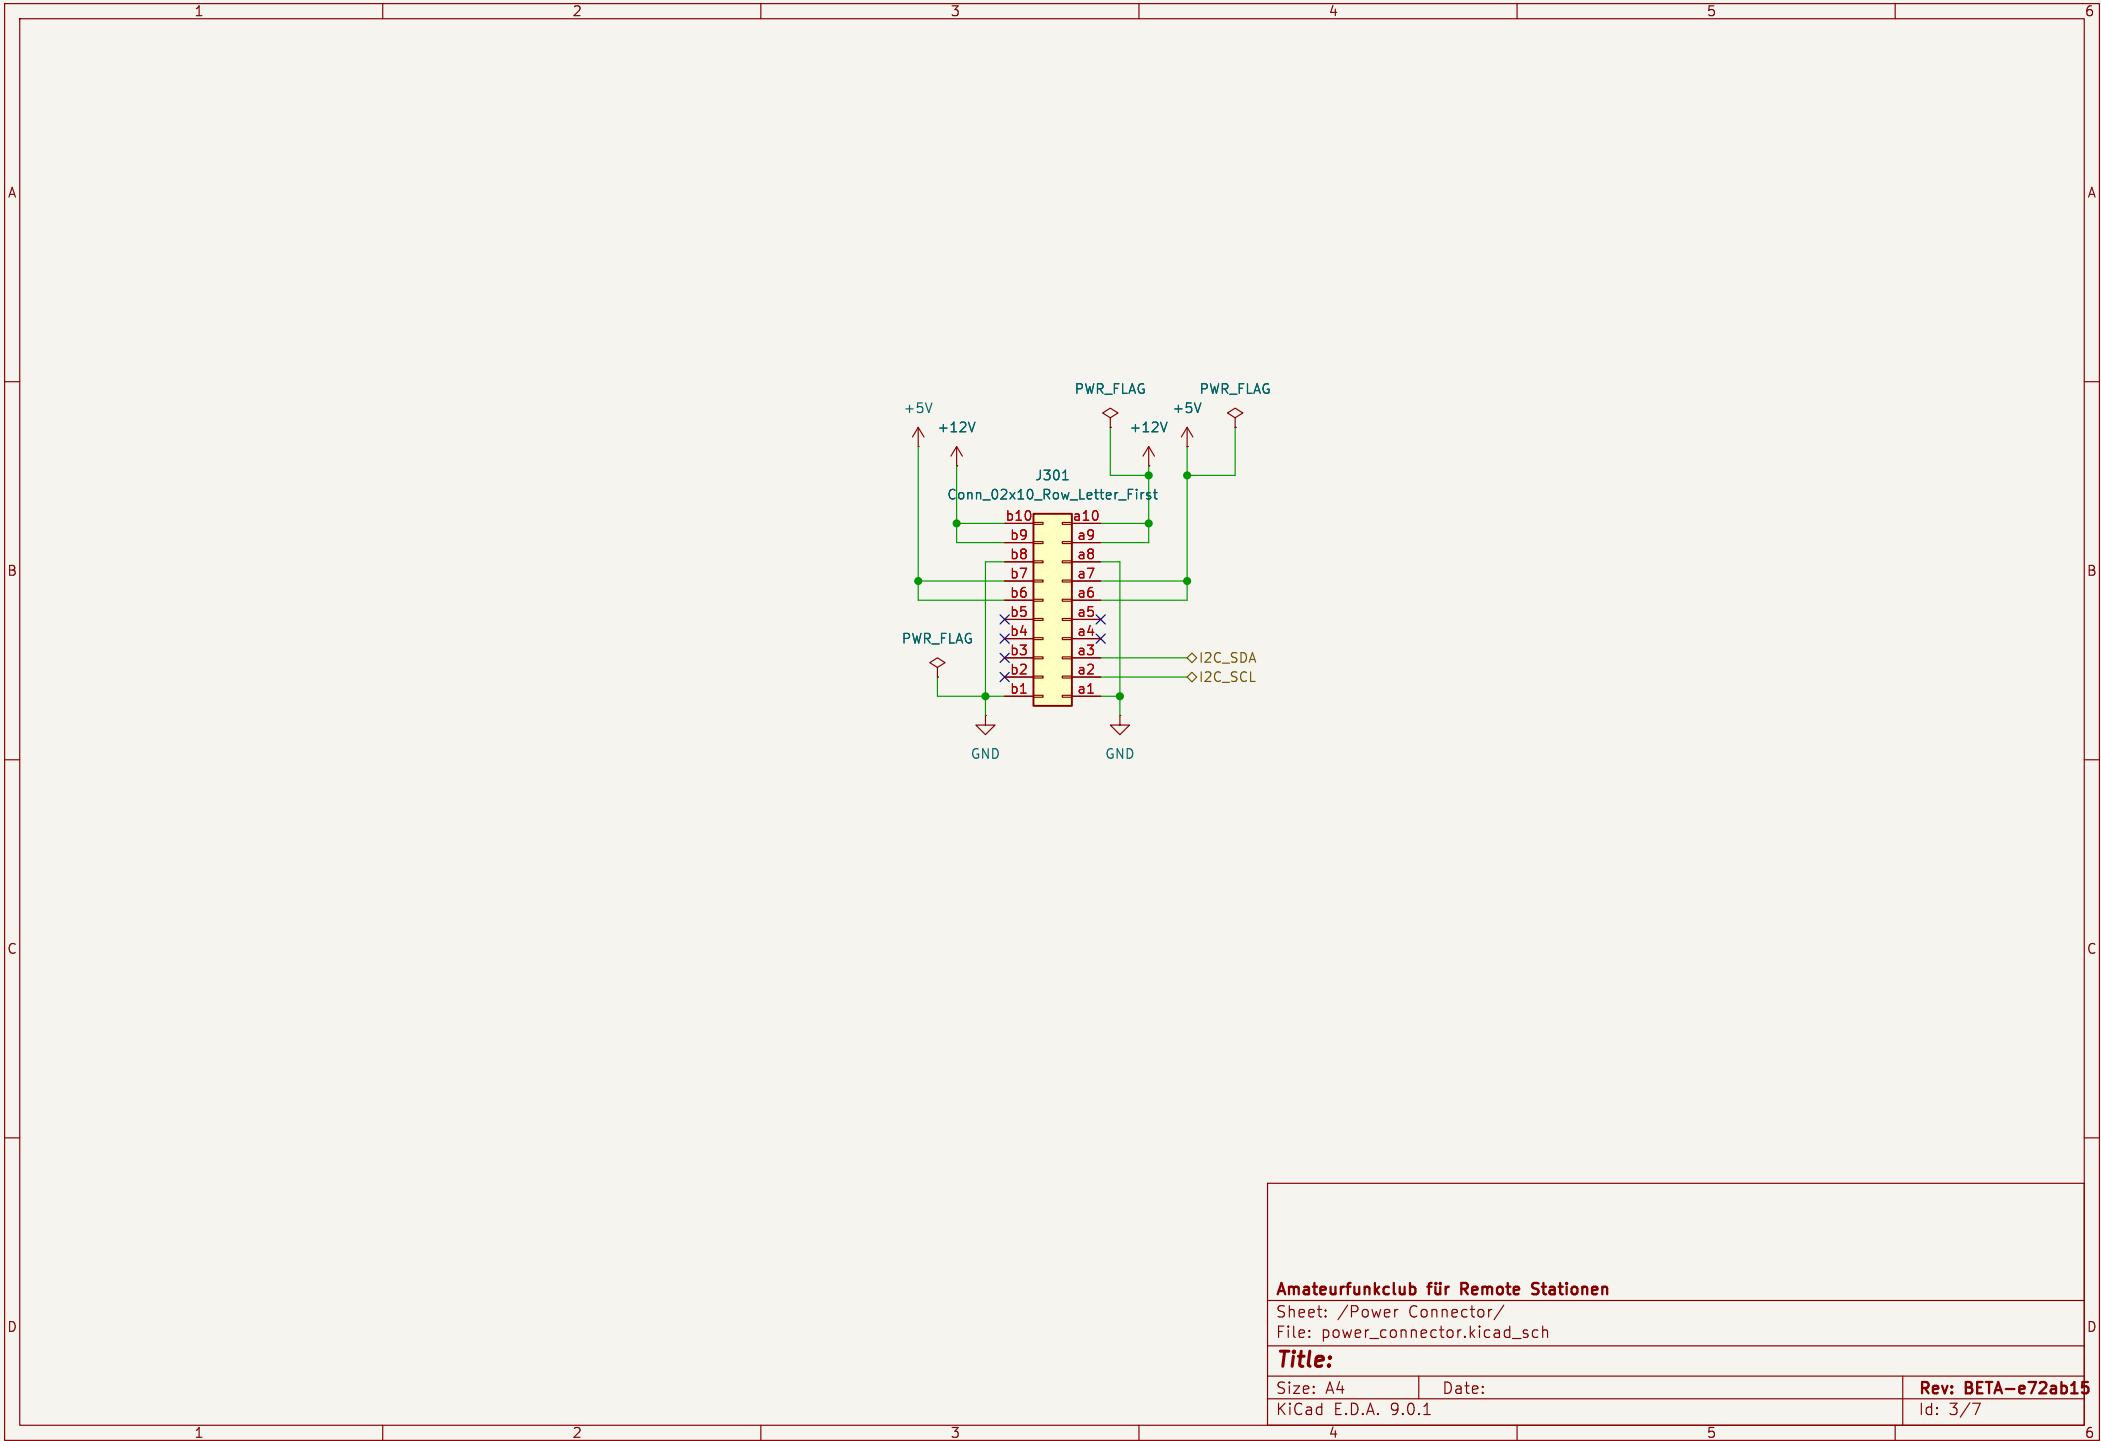 1 2 3 4 5 6
A A
PWR_FLAG PWR_FLAG
+5V +5V
+12V +12V
J301
Conn_02x10_Row_Letter_First
b10 a10
b9 a9
b8 a8
B B
b7 a7
b6 a6
b5 a5
b4 a4
PWR_FLAG
b3 a3 I2C_SDA
b2 a2 I2C_SCL
b1 a1
GND GND
C C
Amateurfunkclub für Remote Stationen
Sheet: /Power Connector/
D D
File: power_connector.kicad_sch
Title:
Size: A4 Date: Rev: BETA-e72ab15
KiCad E.D.A. 9.0.1 Id: 3/7
1 2 3 4 5 6